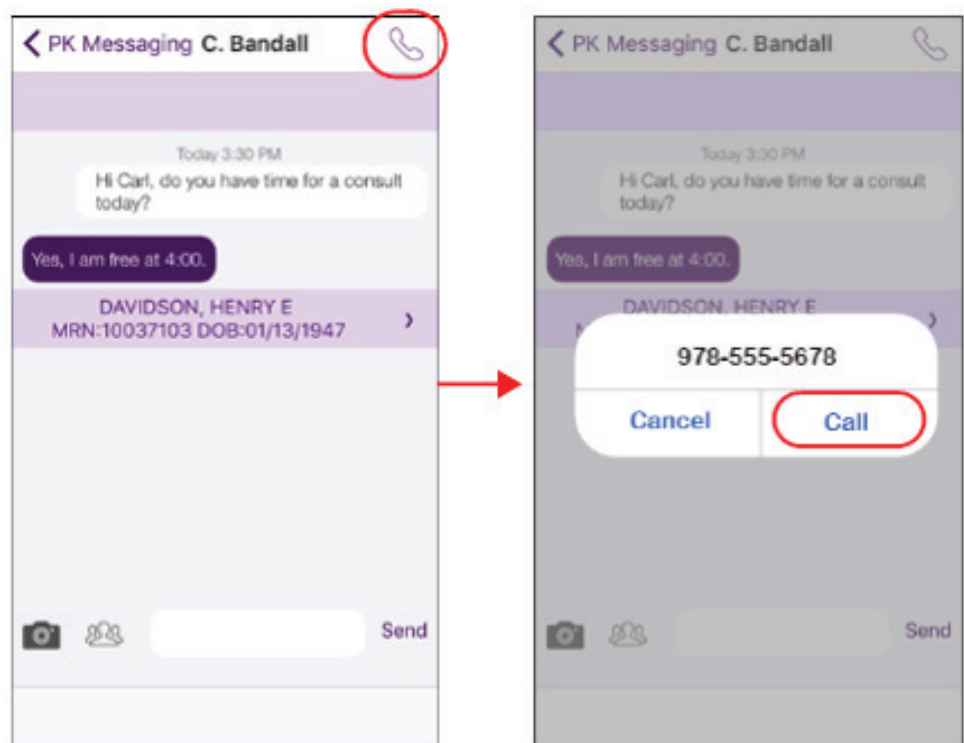 PK Messaging C. Bandall
Today 3:30 PM
Hi Carl, do you have time for a consult
today?
Yes, I am free at 4:00.
DAVIDSON, HENRY E
MRN:10037103 DOB:01/13/1947
Send
PK Messaging C. Bandall
Today 3:30 PM
Hi Carl, do you have time for a consult
today?
Yes, I am free at 4:00.
DAVIDSON, HENRY E
M
978-555-5678
Cancel Call
Send